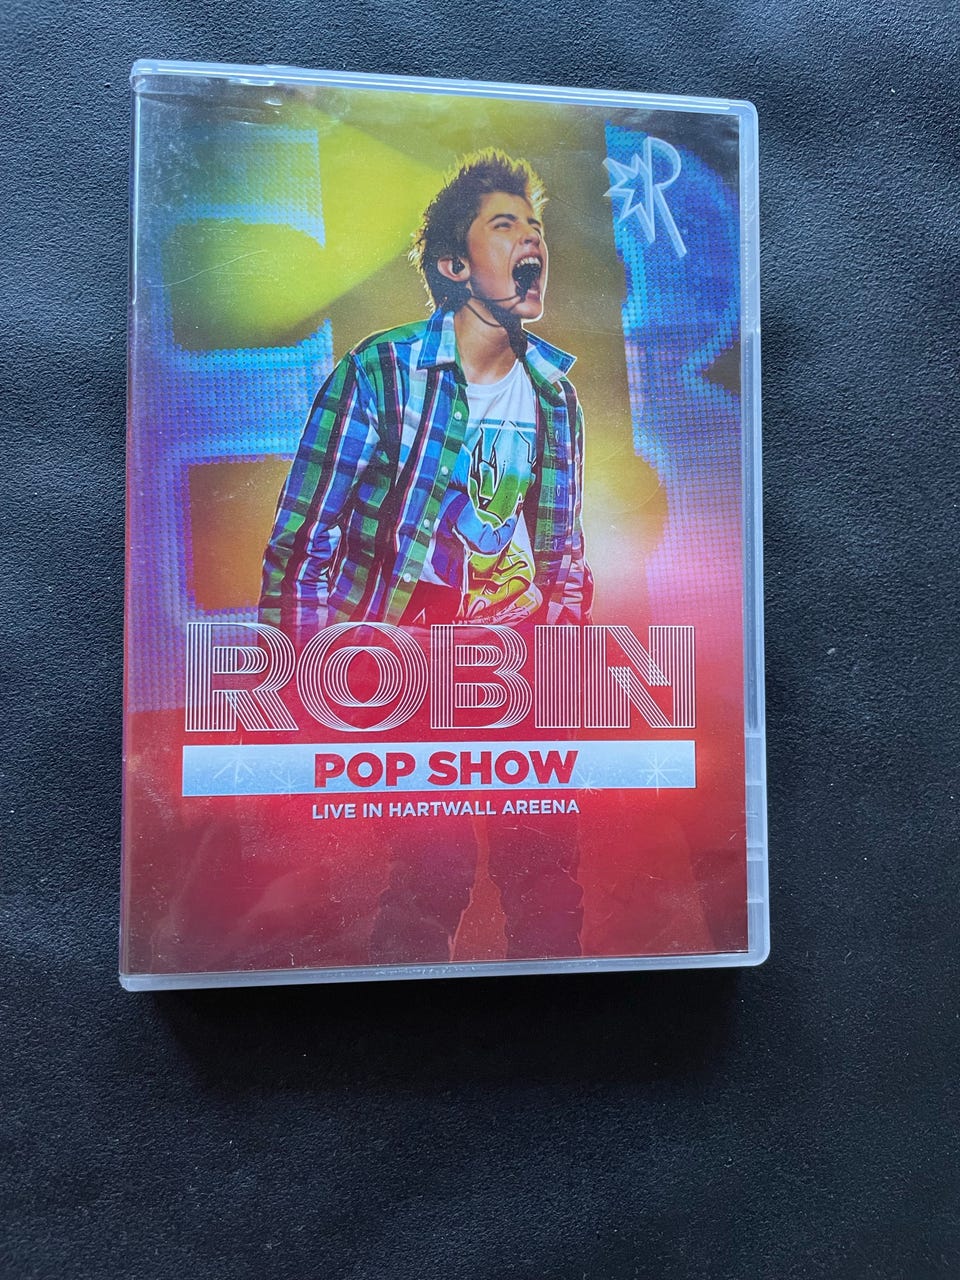 R
ROBIN
POP SHOW
LIVE IN HARTWALL AREENA